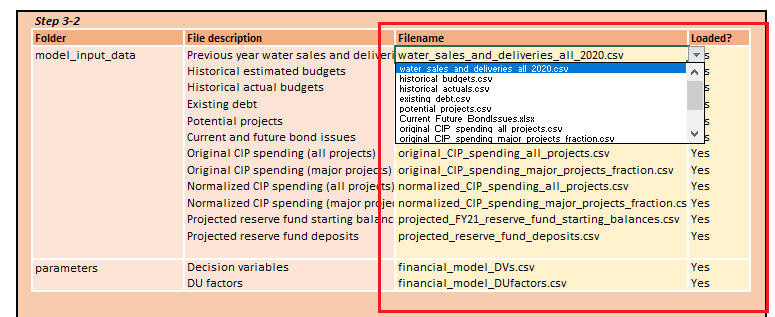 Step 3-2
Folder File description Filename Loaded?
model_input_data Previous year water sales and deliveri water_sales_and_deliveries_all_2020.csv s
Historical estimated budgets water_sales_and_deliveries_all_2020.csv
historical_budgets.csv
Historical actual budgets historical_actuals.csv
Existing debt existing_debt.csv
potential_projects.csv
Potential projects Current_Future_BondIssues.xlsx
original_CIP_spending_all_projects.csv
Current and future bond issues original_CIP_spending_major_projects_fraction.csv
Original CIP spending (all projects) original_CIP_spending_all_projects.csv Yes
Original CIP spending (major projects) original_CIP_spending_major_projects_fraction.csv Yes
Normalized CIP spending (all projects) normalized_CIP_spending_all_projects.csv Yes
Normalized CIP spending (major projec normalized_CIP_spending_major_projects_fraction.cs Yes
Projected reserve fund starting balanc projected_FY21_reserve_fund_starting_balances.csv Yes
Projected reserve fund deposits projected_reserve_fund_deposits.csv Yes
parameters Decision variables financial_model_DVs.csv Yes
DU factors financial_model_DUfactors.csv Yes